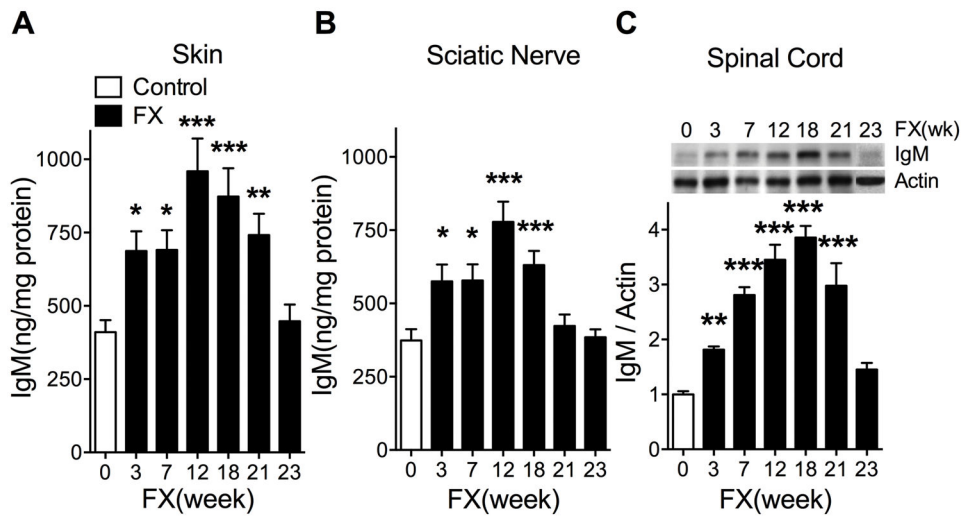 A
Skin
Control
FX
IgM(ng/mg protein)
1000
750
500
250
0
***
***
**
*
*
0 3 7 12 18 21 23
FX(week)
B
Sciatic Nerve
IgM(ng/mg protein)
1000
750
500
250
0
***
***
*
*
0 3 7 12 18 21 23
FX(week)
C
Spinal Cord
0 3 7 12 18 21 23 FX(wk)
IgM
Actin
IgM / Actin
4
3
2
1
0
***
***
***
***
**
0 3 7 12 18 21 23
FX(week)